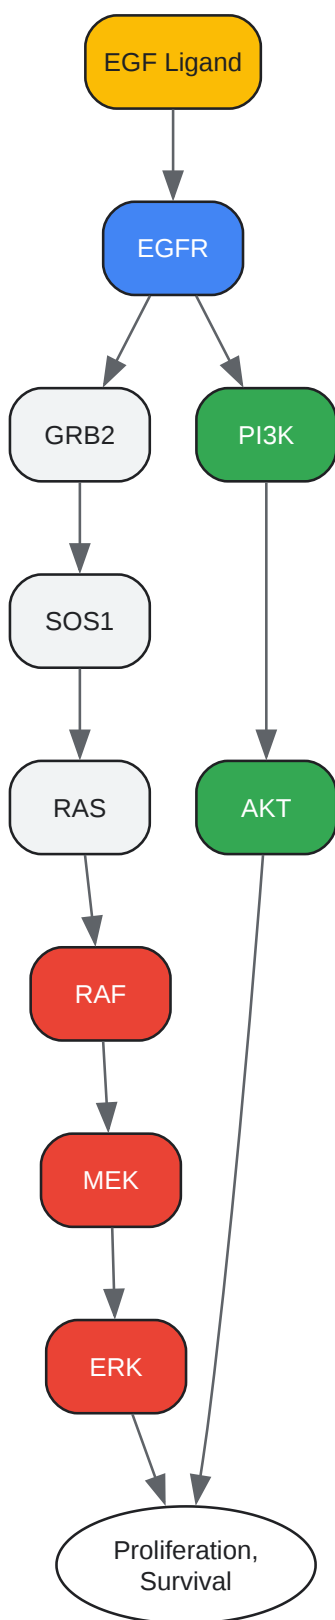 EGF Ligand
EGFR
GRB2
PI3K
SOS1
RAS
AKT
RAF
MEK
ERK
Proliferation,
Survival